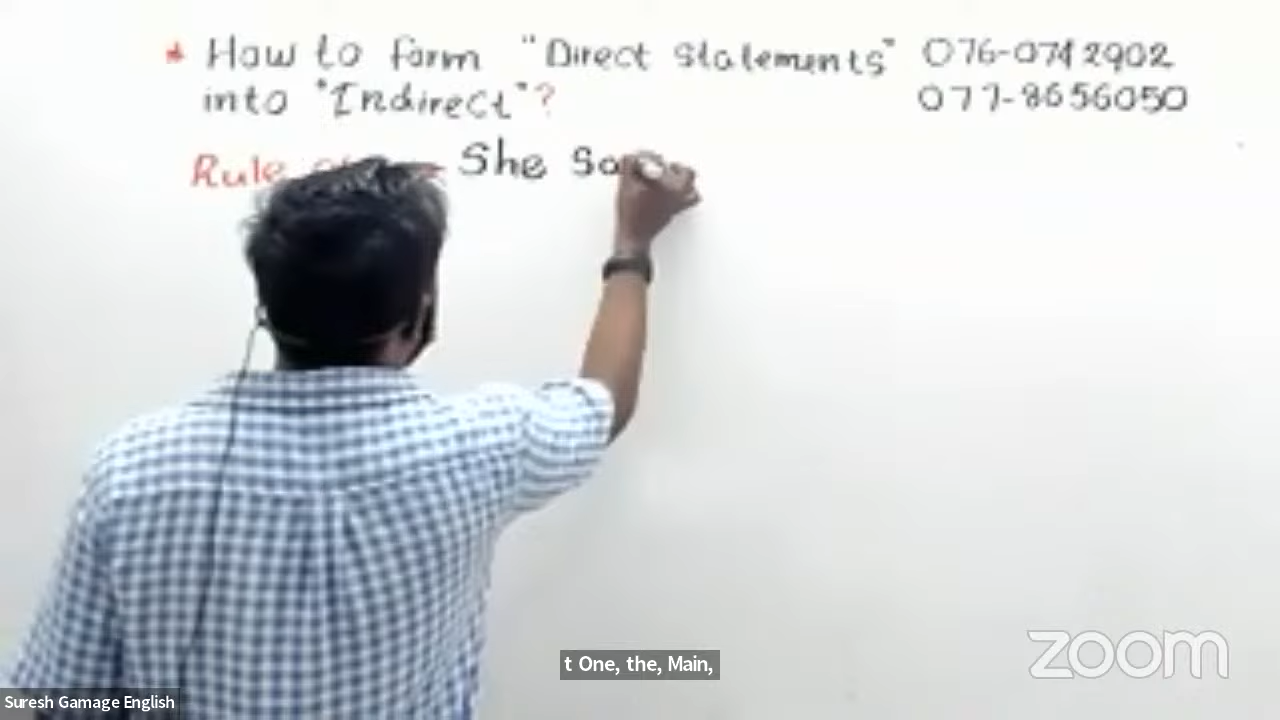 * How to form "Direct statements" 076-0742902
into "Indirect"? 077-8656050
Rule She Sa
t One, the, Main,
zoom
Suresh Gamage English